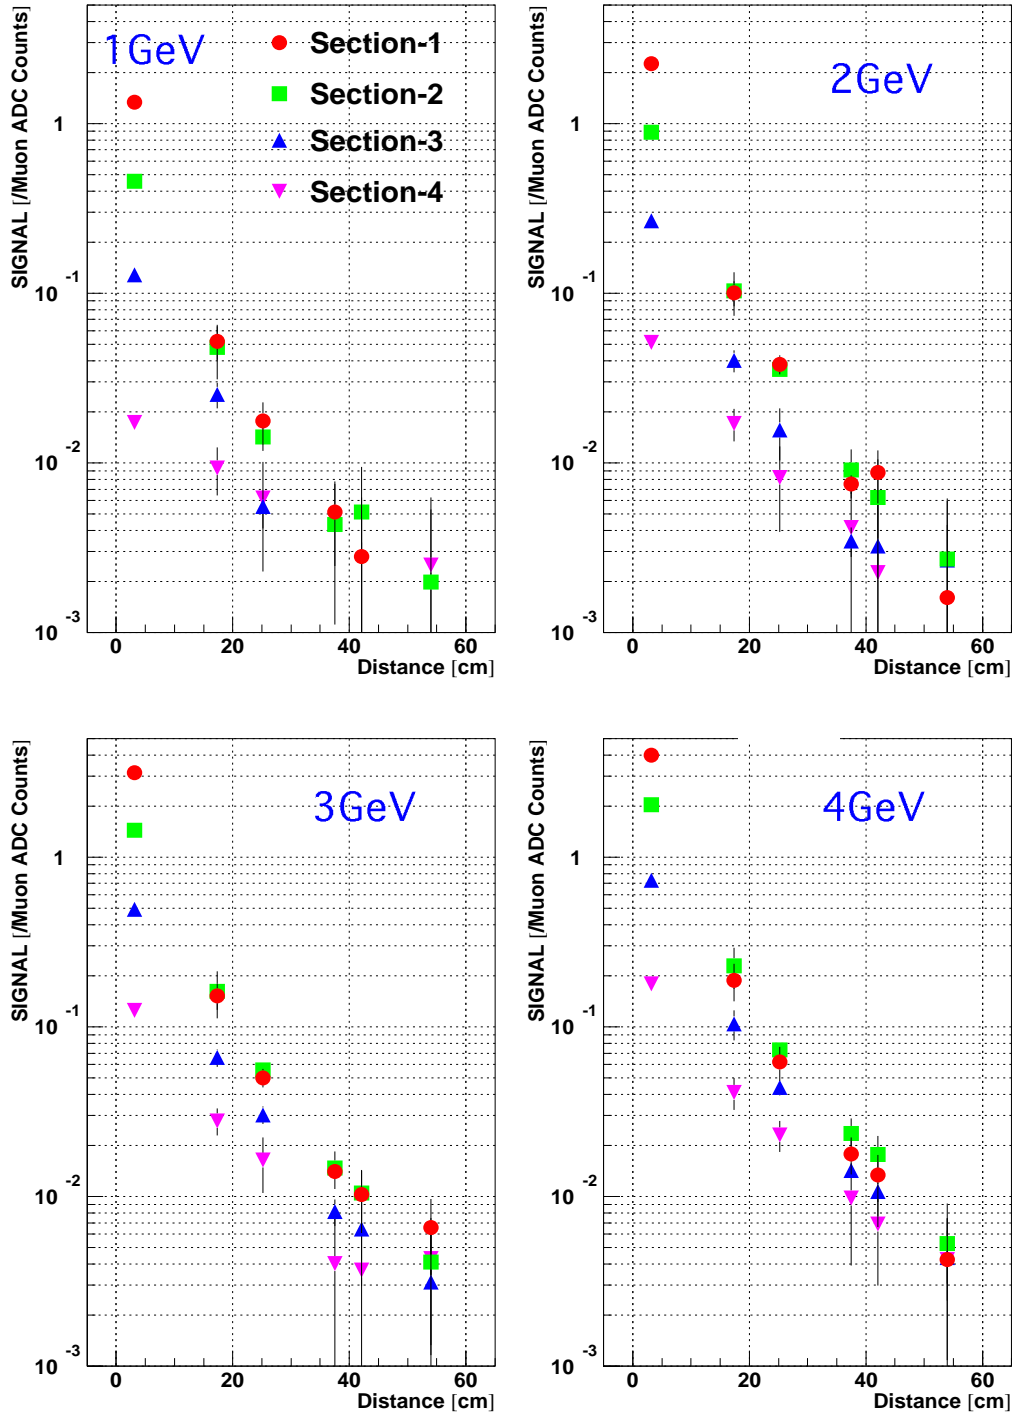 1GeV
Section-1
Section-2
Section-3
Section-4
SIGNAL [/Muon ADC Counts]
1
10 -1
10 -2
10 -3
0 20 40 60
Distance [cm]
2GeV
SIGNAL [/Muon ADC Counts]
1
10 -1
10 -2
10 -3
0 20 40 60
Distance [cm]
3GeV
SIGNAL [/Muon ADC Counts]
1
10 -1
10 -2
10 -3
0 20 40 60
Distance [cm]
4GeV
SIGNAL [/Muon ADC Counts]
1
10 -1
10 -2
10 -3
0 20 40 60
Distance [cm]